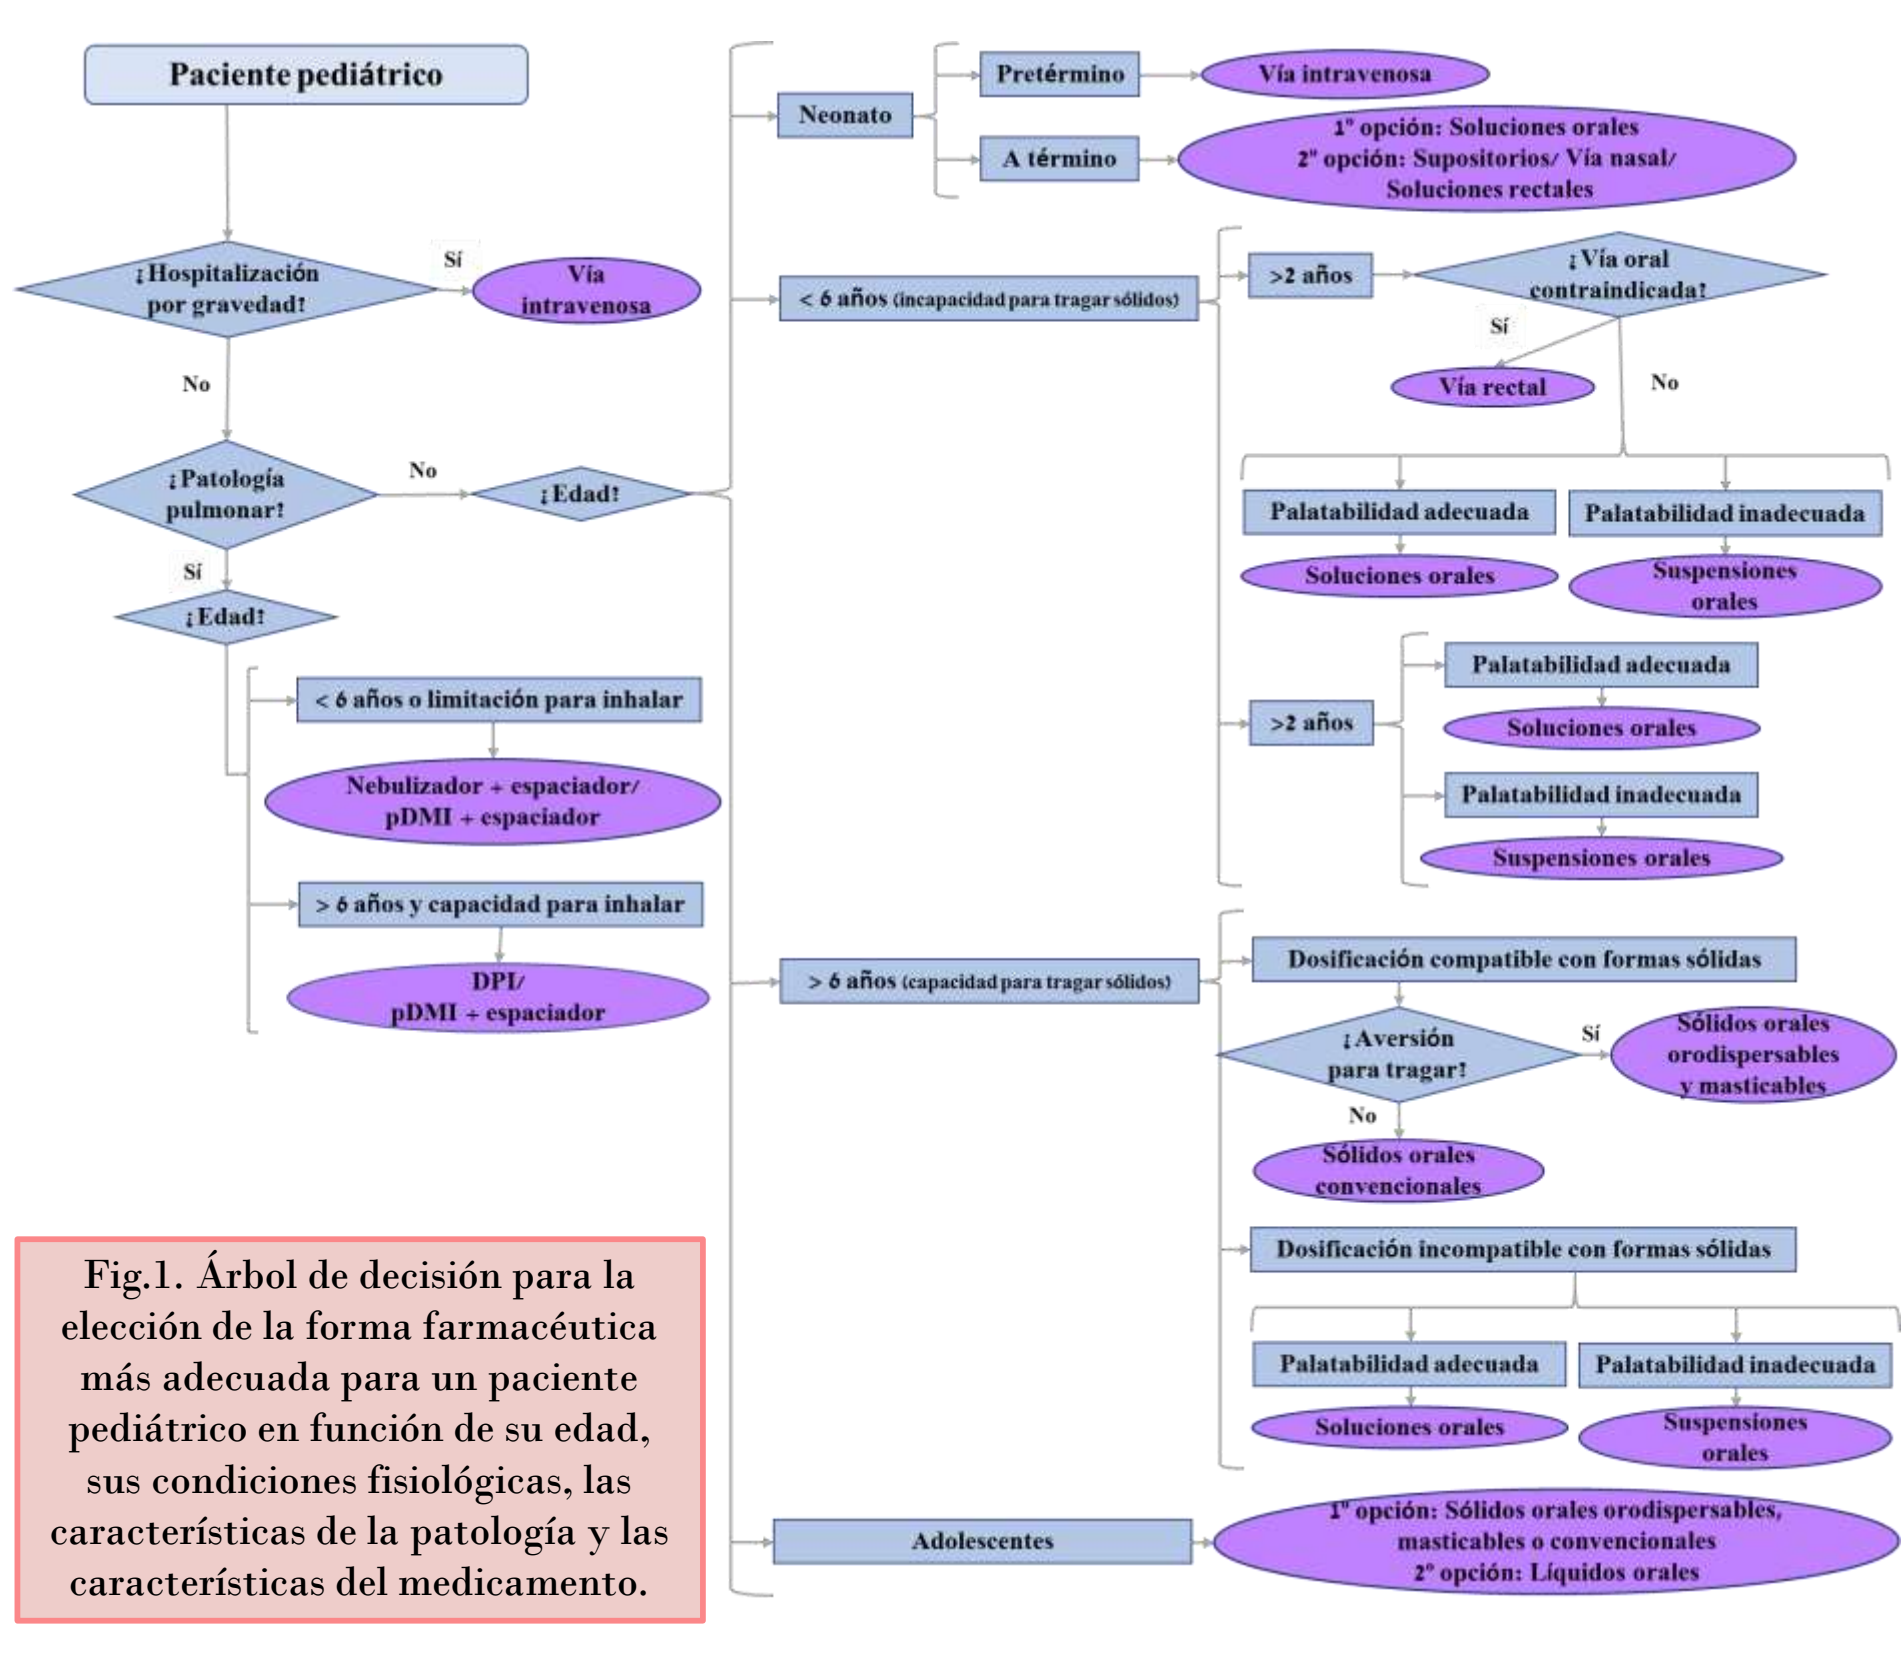 Paciente pediátrico
¿Hospitalización
por gravedad?
Sí
Vía
intravenosa
No
¿Patología
pulmonar?
No
¿Edad?
Sí
¿Edad?
< 6 años o limitación para inhalar
Nebulizador + espaciador/
pDMI + espaciador
> 6 años y capacidad para inhalar
DPI/
pDMI + espaciador
Neonato
Pretérmino
Vía intravenosa
A término
1º opción: Soluciones orales
2º opción: Supositorios/ Vía nasal/
Soluciones rectales
< 6 años (incapacidad para tragar sólidos)
>2 años
¿Vía oral
contraindicada?
Sí
Vía rectal
No
Palatabilidad adecuada
Soluciones orales
Palatabilidad inadecuada
Suspensiones
orales
>2 años
Palatabilidad adecuada
Soluciones orales
Palatabilidad inadecuada
Suspensiones orales
> 6 años (capacidad para tragar sólidos)
Dosificación compatible con formas sólidas
¿Aversión
para tragar?
Sí
Sólidos orales
orodispersables
y masticables
No
Sólidos orales
convencionales
Dosificación incompatible con formas sólidas
Palatabilidad adecuada
Soluciones orales
Palatabilidad inadecuada
Suspensiones
orales
Adolescentes
1º opción: Sólidos orales orodispersables,
masticables o convencionales
2º opción: Líquidos orales
Fig.1. Árbol de decisión para la
elección de la forma farmacéutica
más adecuada para un paciente
pediátrico en función de su edad,
sus condiciones fisiológicas, las
características de la patología y las
características del medicamento.